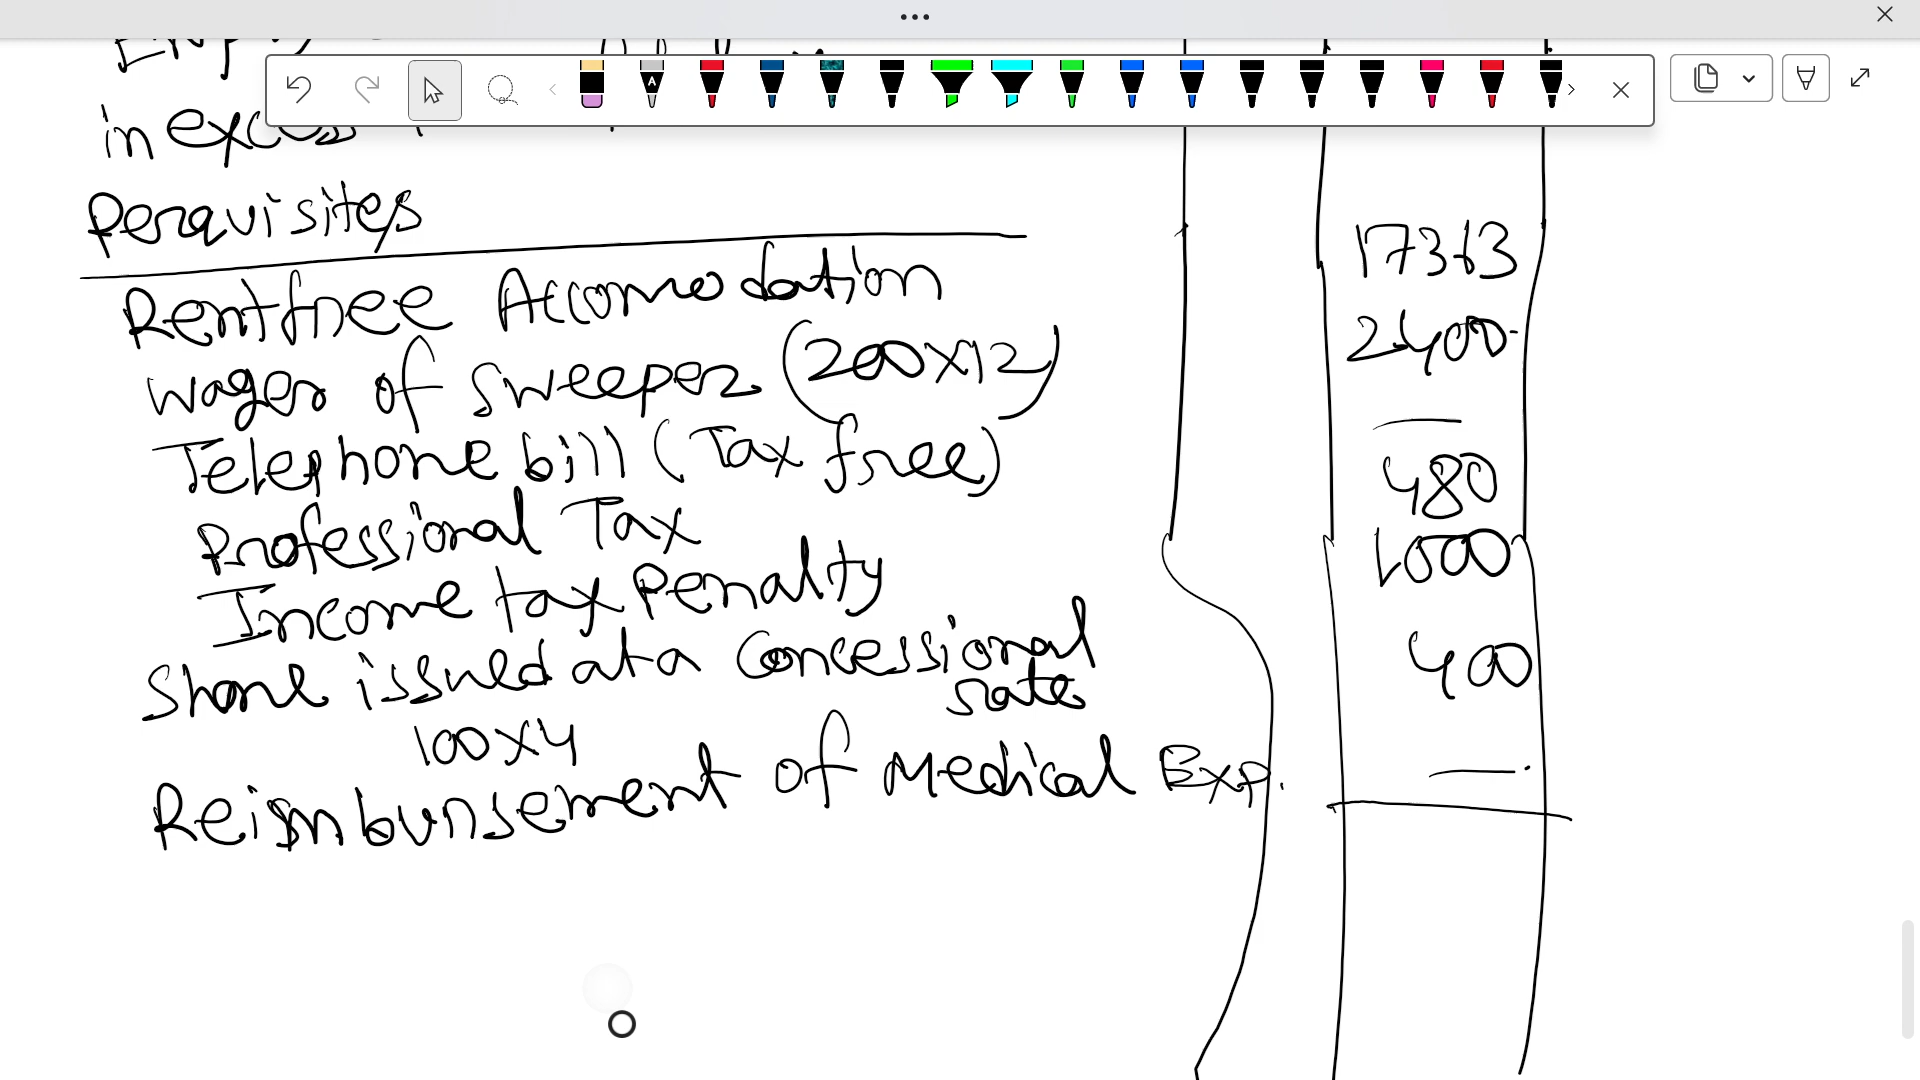 in excess
Perquisites
Rentfree Accomodation 17363
wages of sweeper (200X12) 2400
Telephone bill (Tax free) —
Professional Tax 480
Income tax Penalty 1000
Share issued at a Concessional rate 400
100X4
Reimbursement of Medical Exp. —